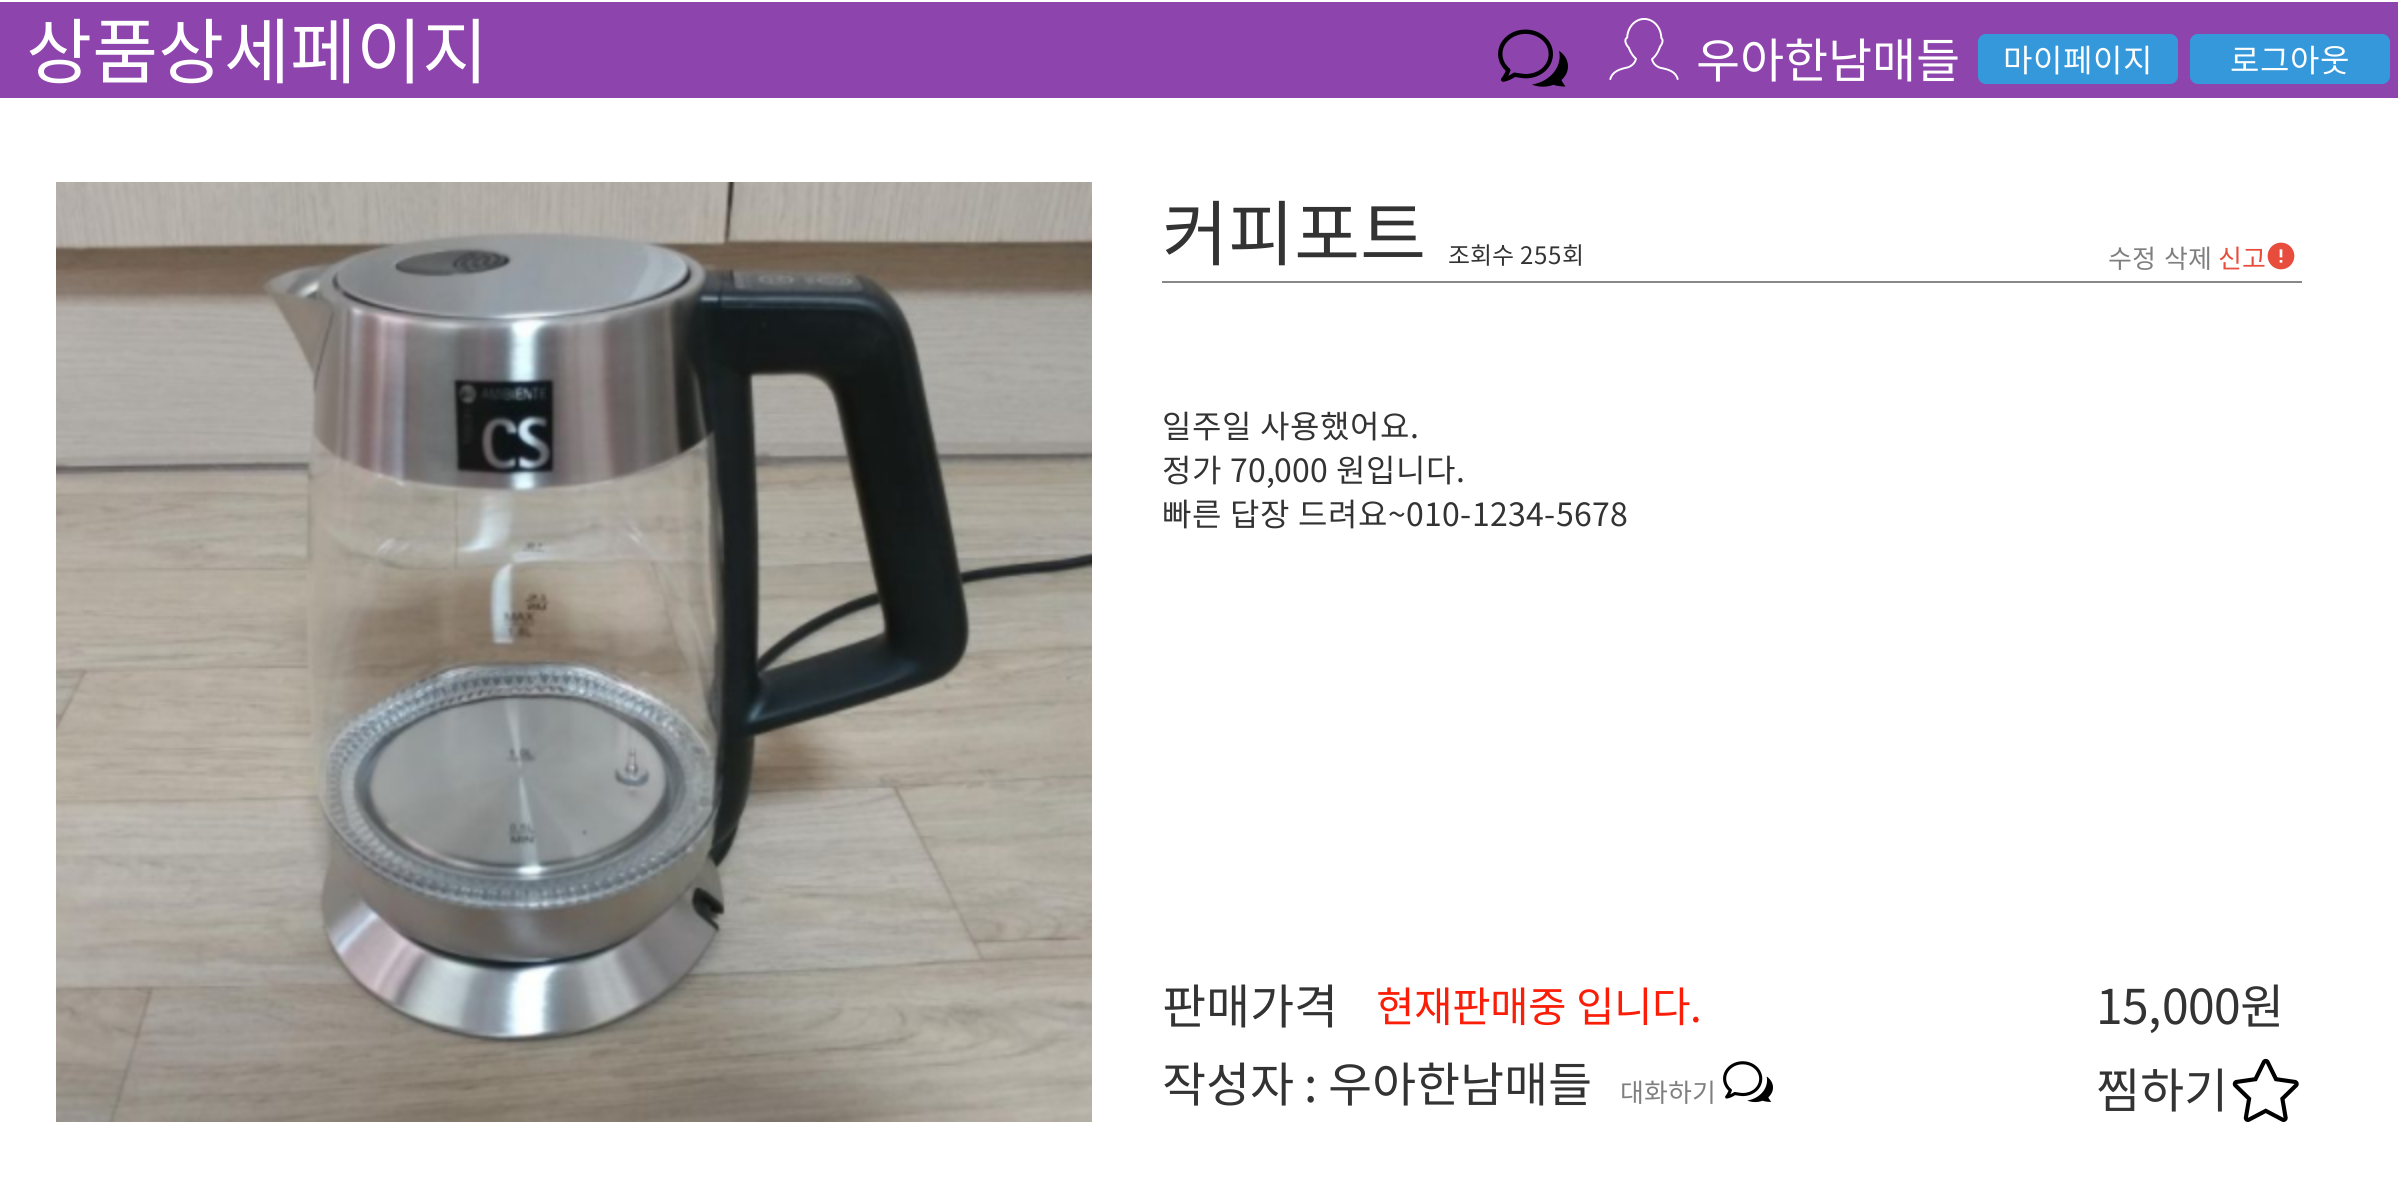 상품상세페이지
우아한남매들
마이페이지
로그아웃
커피포트 조회수 255회
수정 삭제 신고
AMBIENTE
CS
MAX
MIN
일주일 사용했어요.
정가 70,000 원입니다.
빠른 답장 드려요~010-1234-5678
판매가격 현재판매중 입니다. 15,000원
작성자 : 우아한남매들 대화하기
찜하기